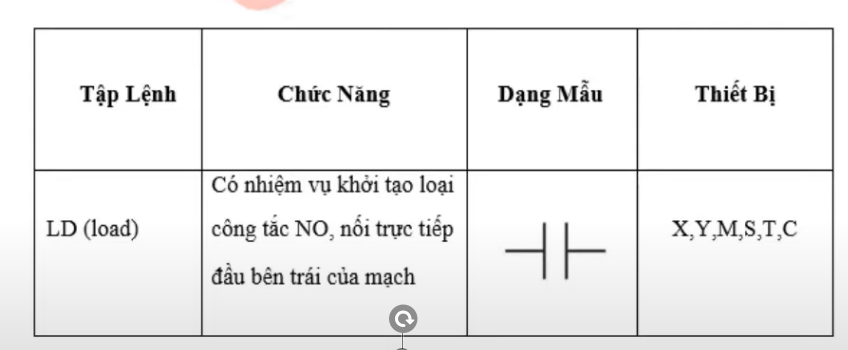 Tập Lệnh
Chức Năng
Dạng Mẫu
Thiết Bị
LD (load)
Có nhiệm vụ khởi tạo loại
công tắc NO, nối trực tiếp
đầu bên trái của mạch
X,Y,M,S,T,C